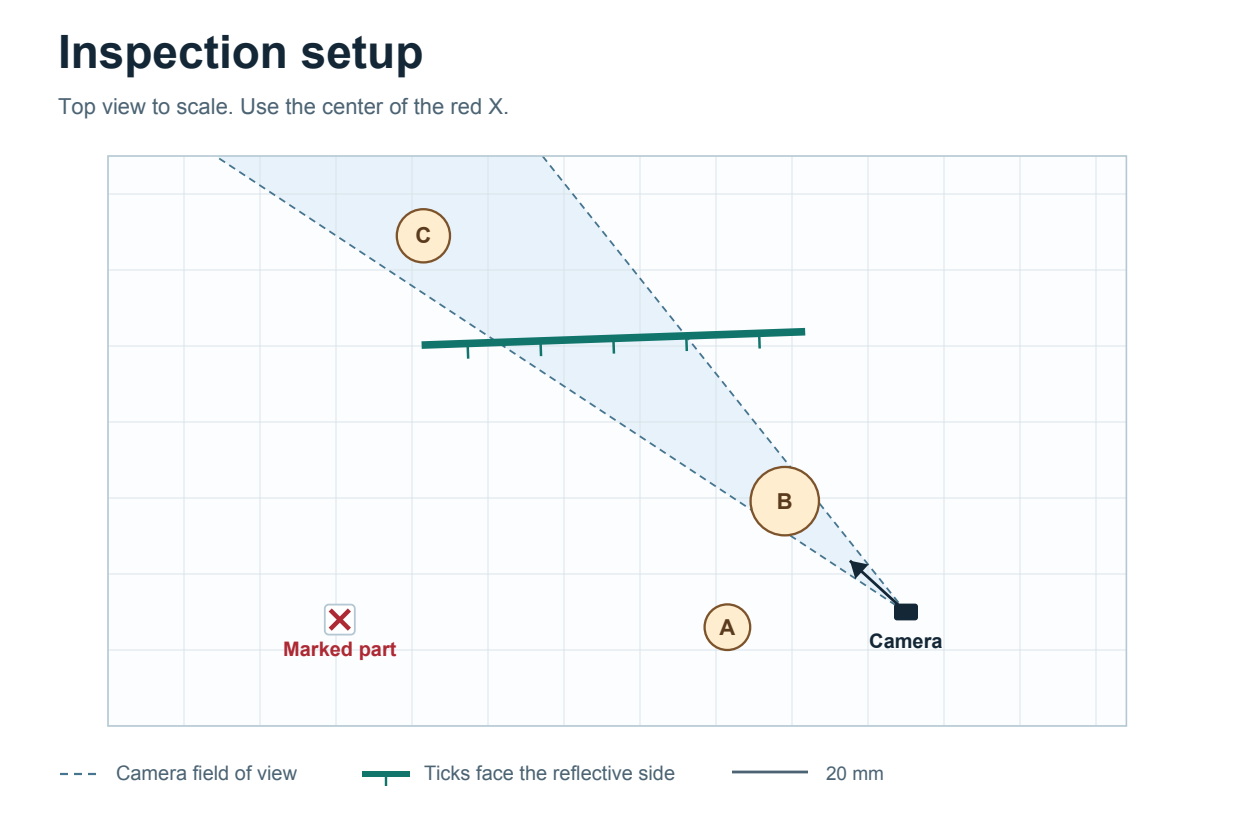 Inspection setup
Top view to scale. Use the center of the red X.
C
B
A
Marked part
Camera
Camera field of view
Ticks face the reflective side
20 mm